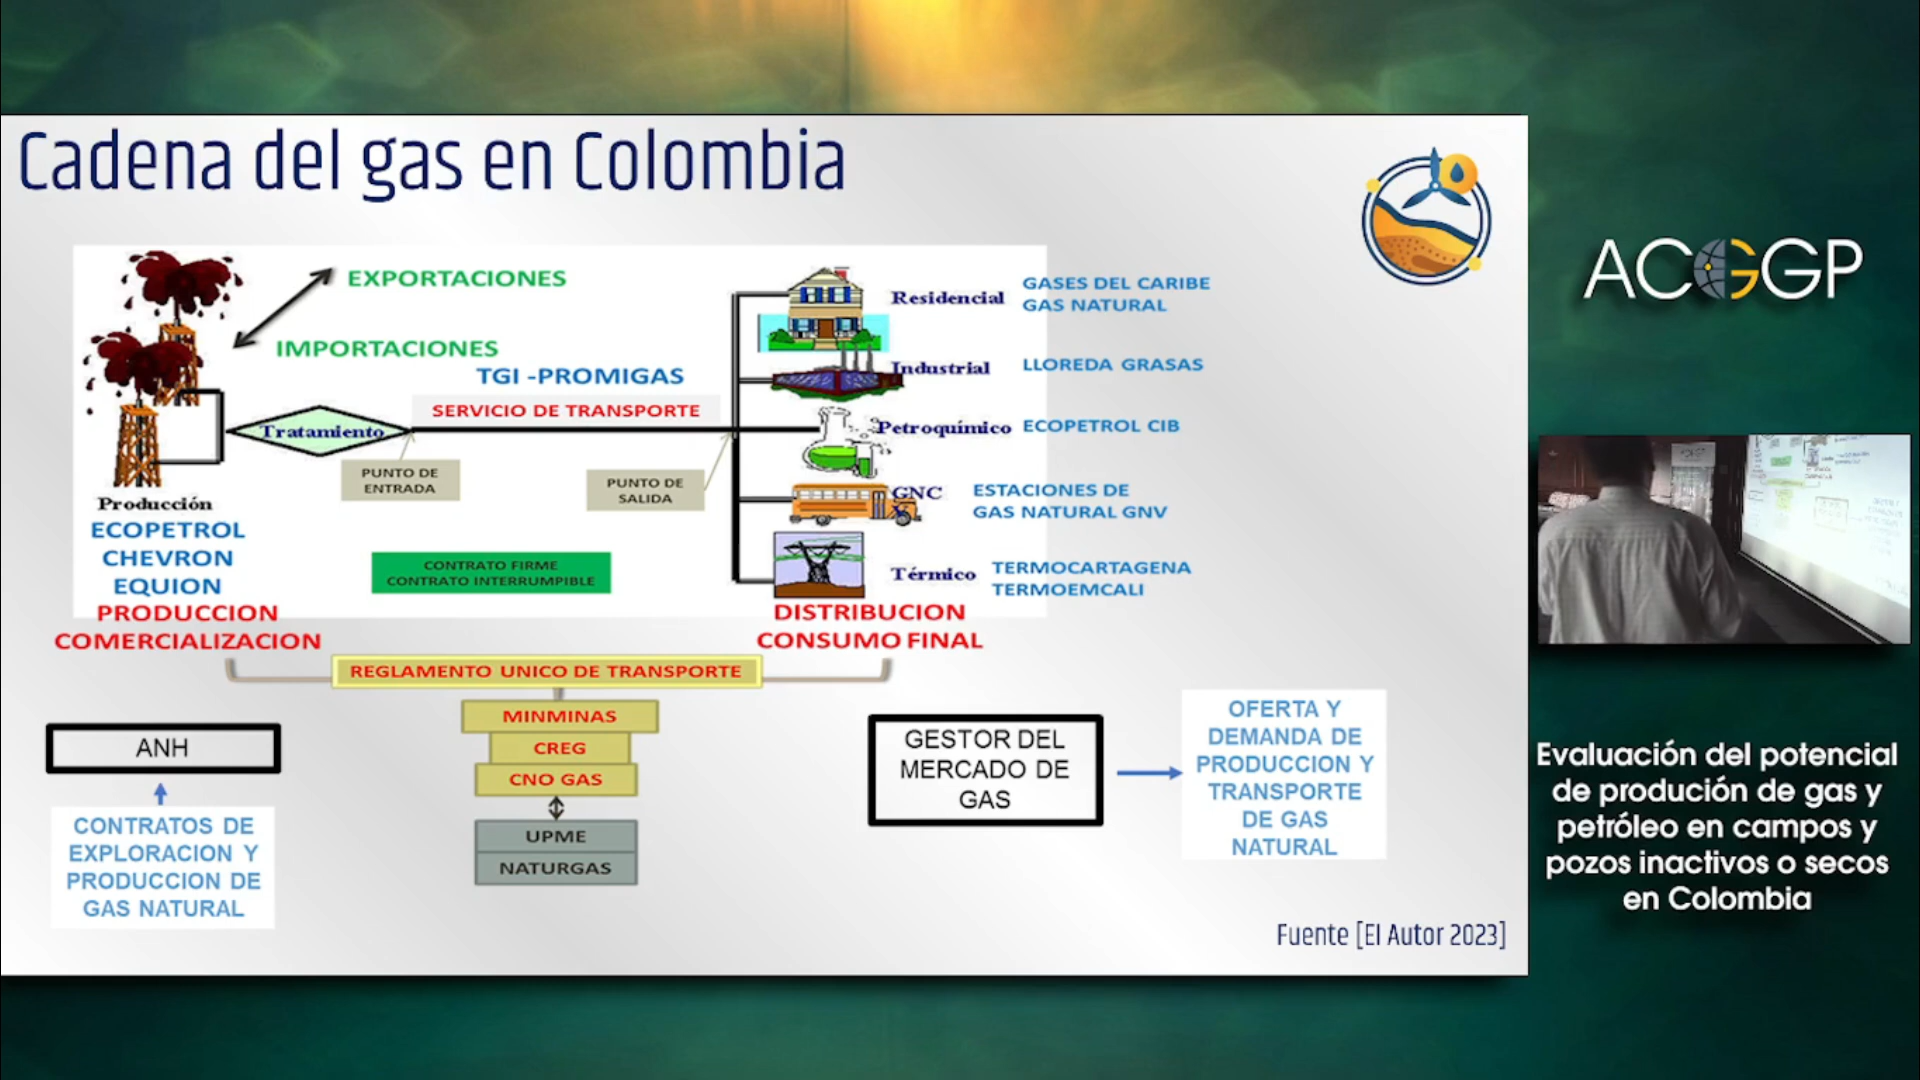 Cadena del gas en Colombia
EXPORTACIONES
IMPORTACIONES
TGI -PROMIGAS
SERVICIO DE TRANSPORTE
Tratamiento
PUNTO DE
ENTRADA
PUNTO DE
SALIDA
CONTRATO FIRME
CONTRATO INTERRUMPIBLE
Producción
ECOPETROL
CHEVRON
EQUION
PRODUCCION
COMERCIALIZACION
Residencial
GASES DEL CARIBE
GAS NATURAL
Industrial
LLOREDA GRASAS
Petroquímico
ECOPETROL CIB
GNC
V
ESTACIONES DE
GAS NATURAL GNV
Térmico
TERMOCARTAGENA
TERMOEMCALI
DISTRIBUCION
CONSUMO FINAL
REGLAMENTO UNICO DE TRANSPORTE
MINMINAS
CREG
CNO GAS
UPME
NATURGAS
ANH
CONTRATOS DE
EXPLORACION Y
PRODUCCION DE
GAS NATURAL
GESTOR DEL
MERCADO DE
GAS
OFERTA Y
DEMANDA DE
PRODUCCION Y
TRANSPORTE
DE GAS
NATURAL
Fuente [El Autor 2023]
ACGGP
Evaluación del potencial
de produción de gas y
petróleo en campos y
pozos inactivos o secos
en Colombia